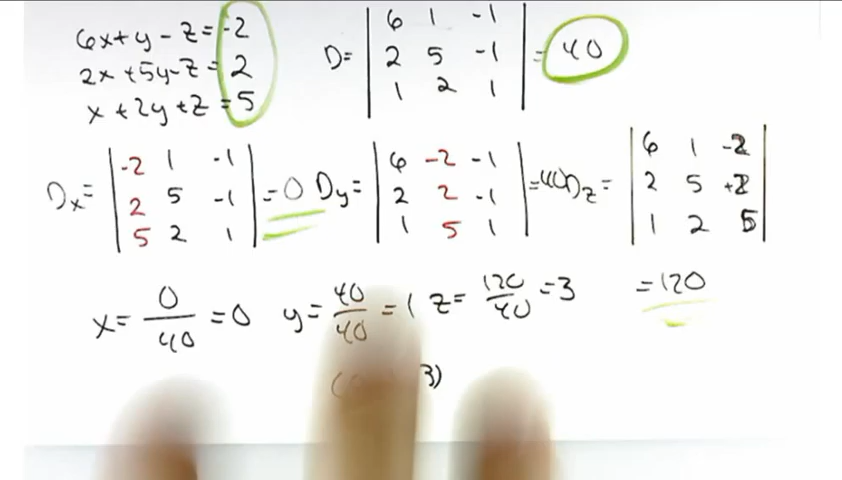 6x+y-z=-2
2x+5y-z=2
x+2y+z=5
D= | 6 1 -1 |
| 2 5 -1 | = 40
| 1 2 1 |
Dx= | -2 1 -1 |
| 2 5 -1 | =0
| 5 2 1 |
Dy= | 6 -2 -1 |
| 2 2 -1 | =40
| 1 5 1 |
Dz= | 6 1 -2 |
| 2 5 +2 |
| 1 2 5 |
=120
x= 0/40 =0 y= 40/40 =1 z= 120/40 =3
( 3)